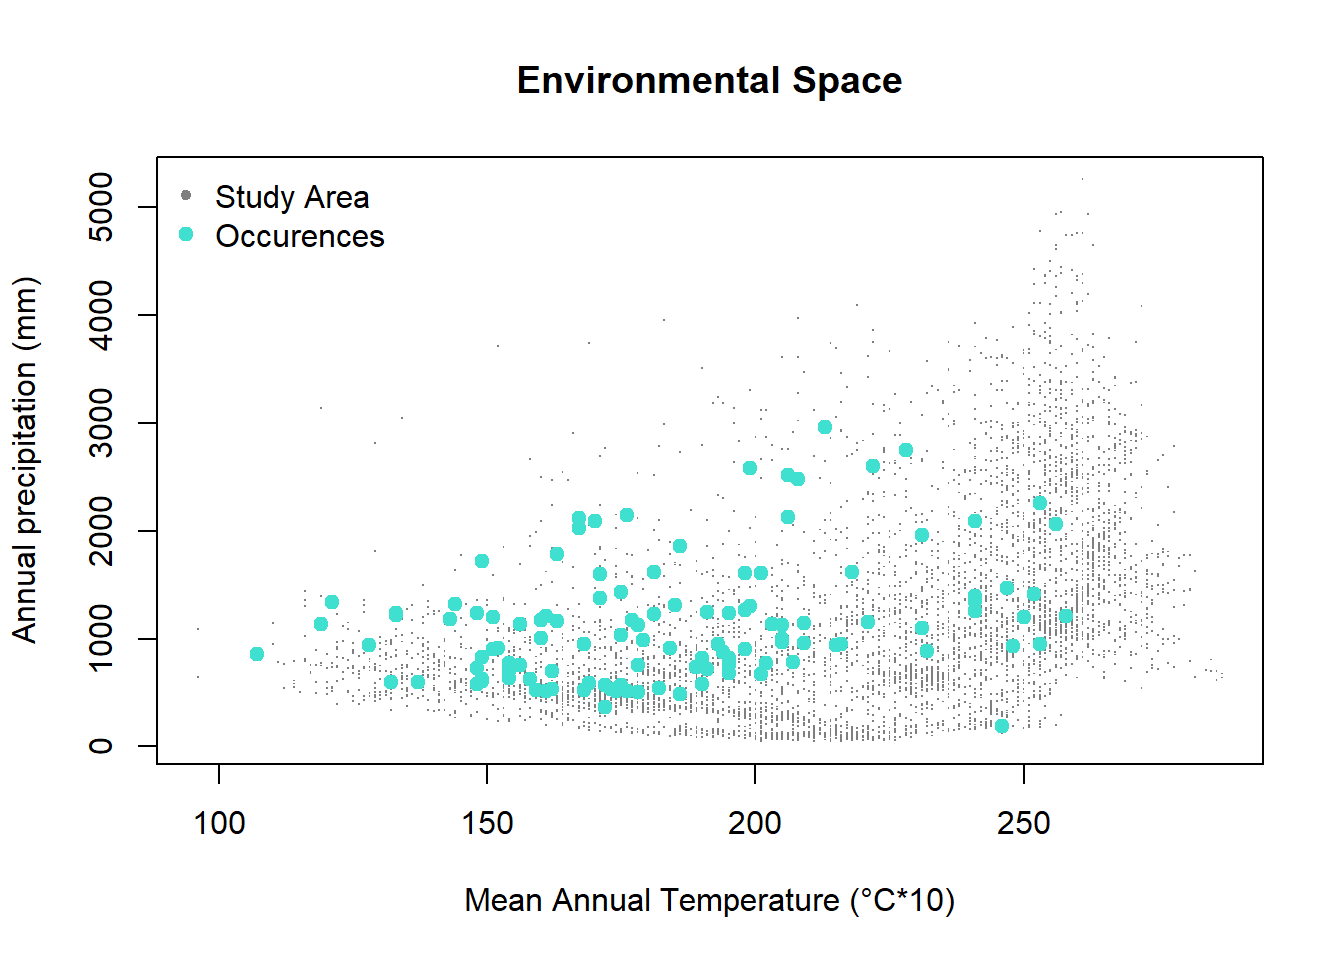 Environmental Space
Study Area
Occurences
Annual precipitation (mm)
5000
4000
3000
2000
1000
0
100 150 200 250
Mean Annual Temperature (°C*10)